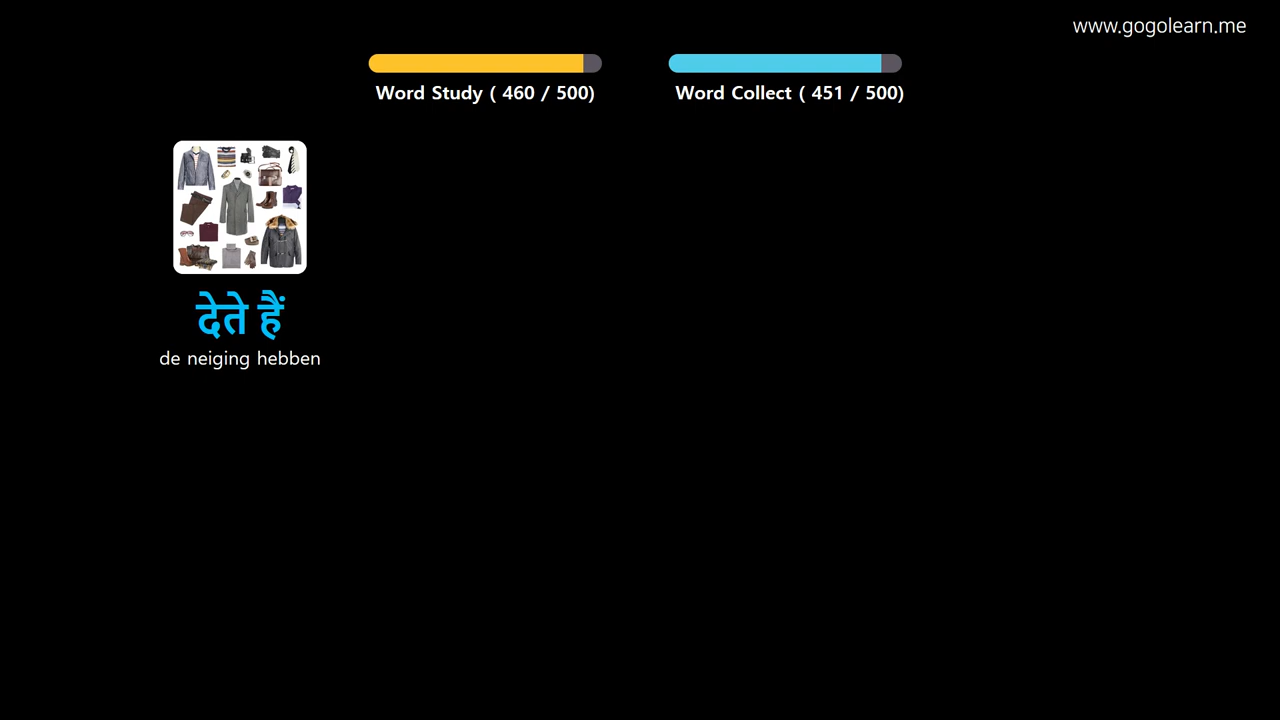 www.gogolearn.me
Word Study ( 460 / 500)
Word Collect ( 451 / 500)
देते हैं
de neiging hebben